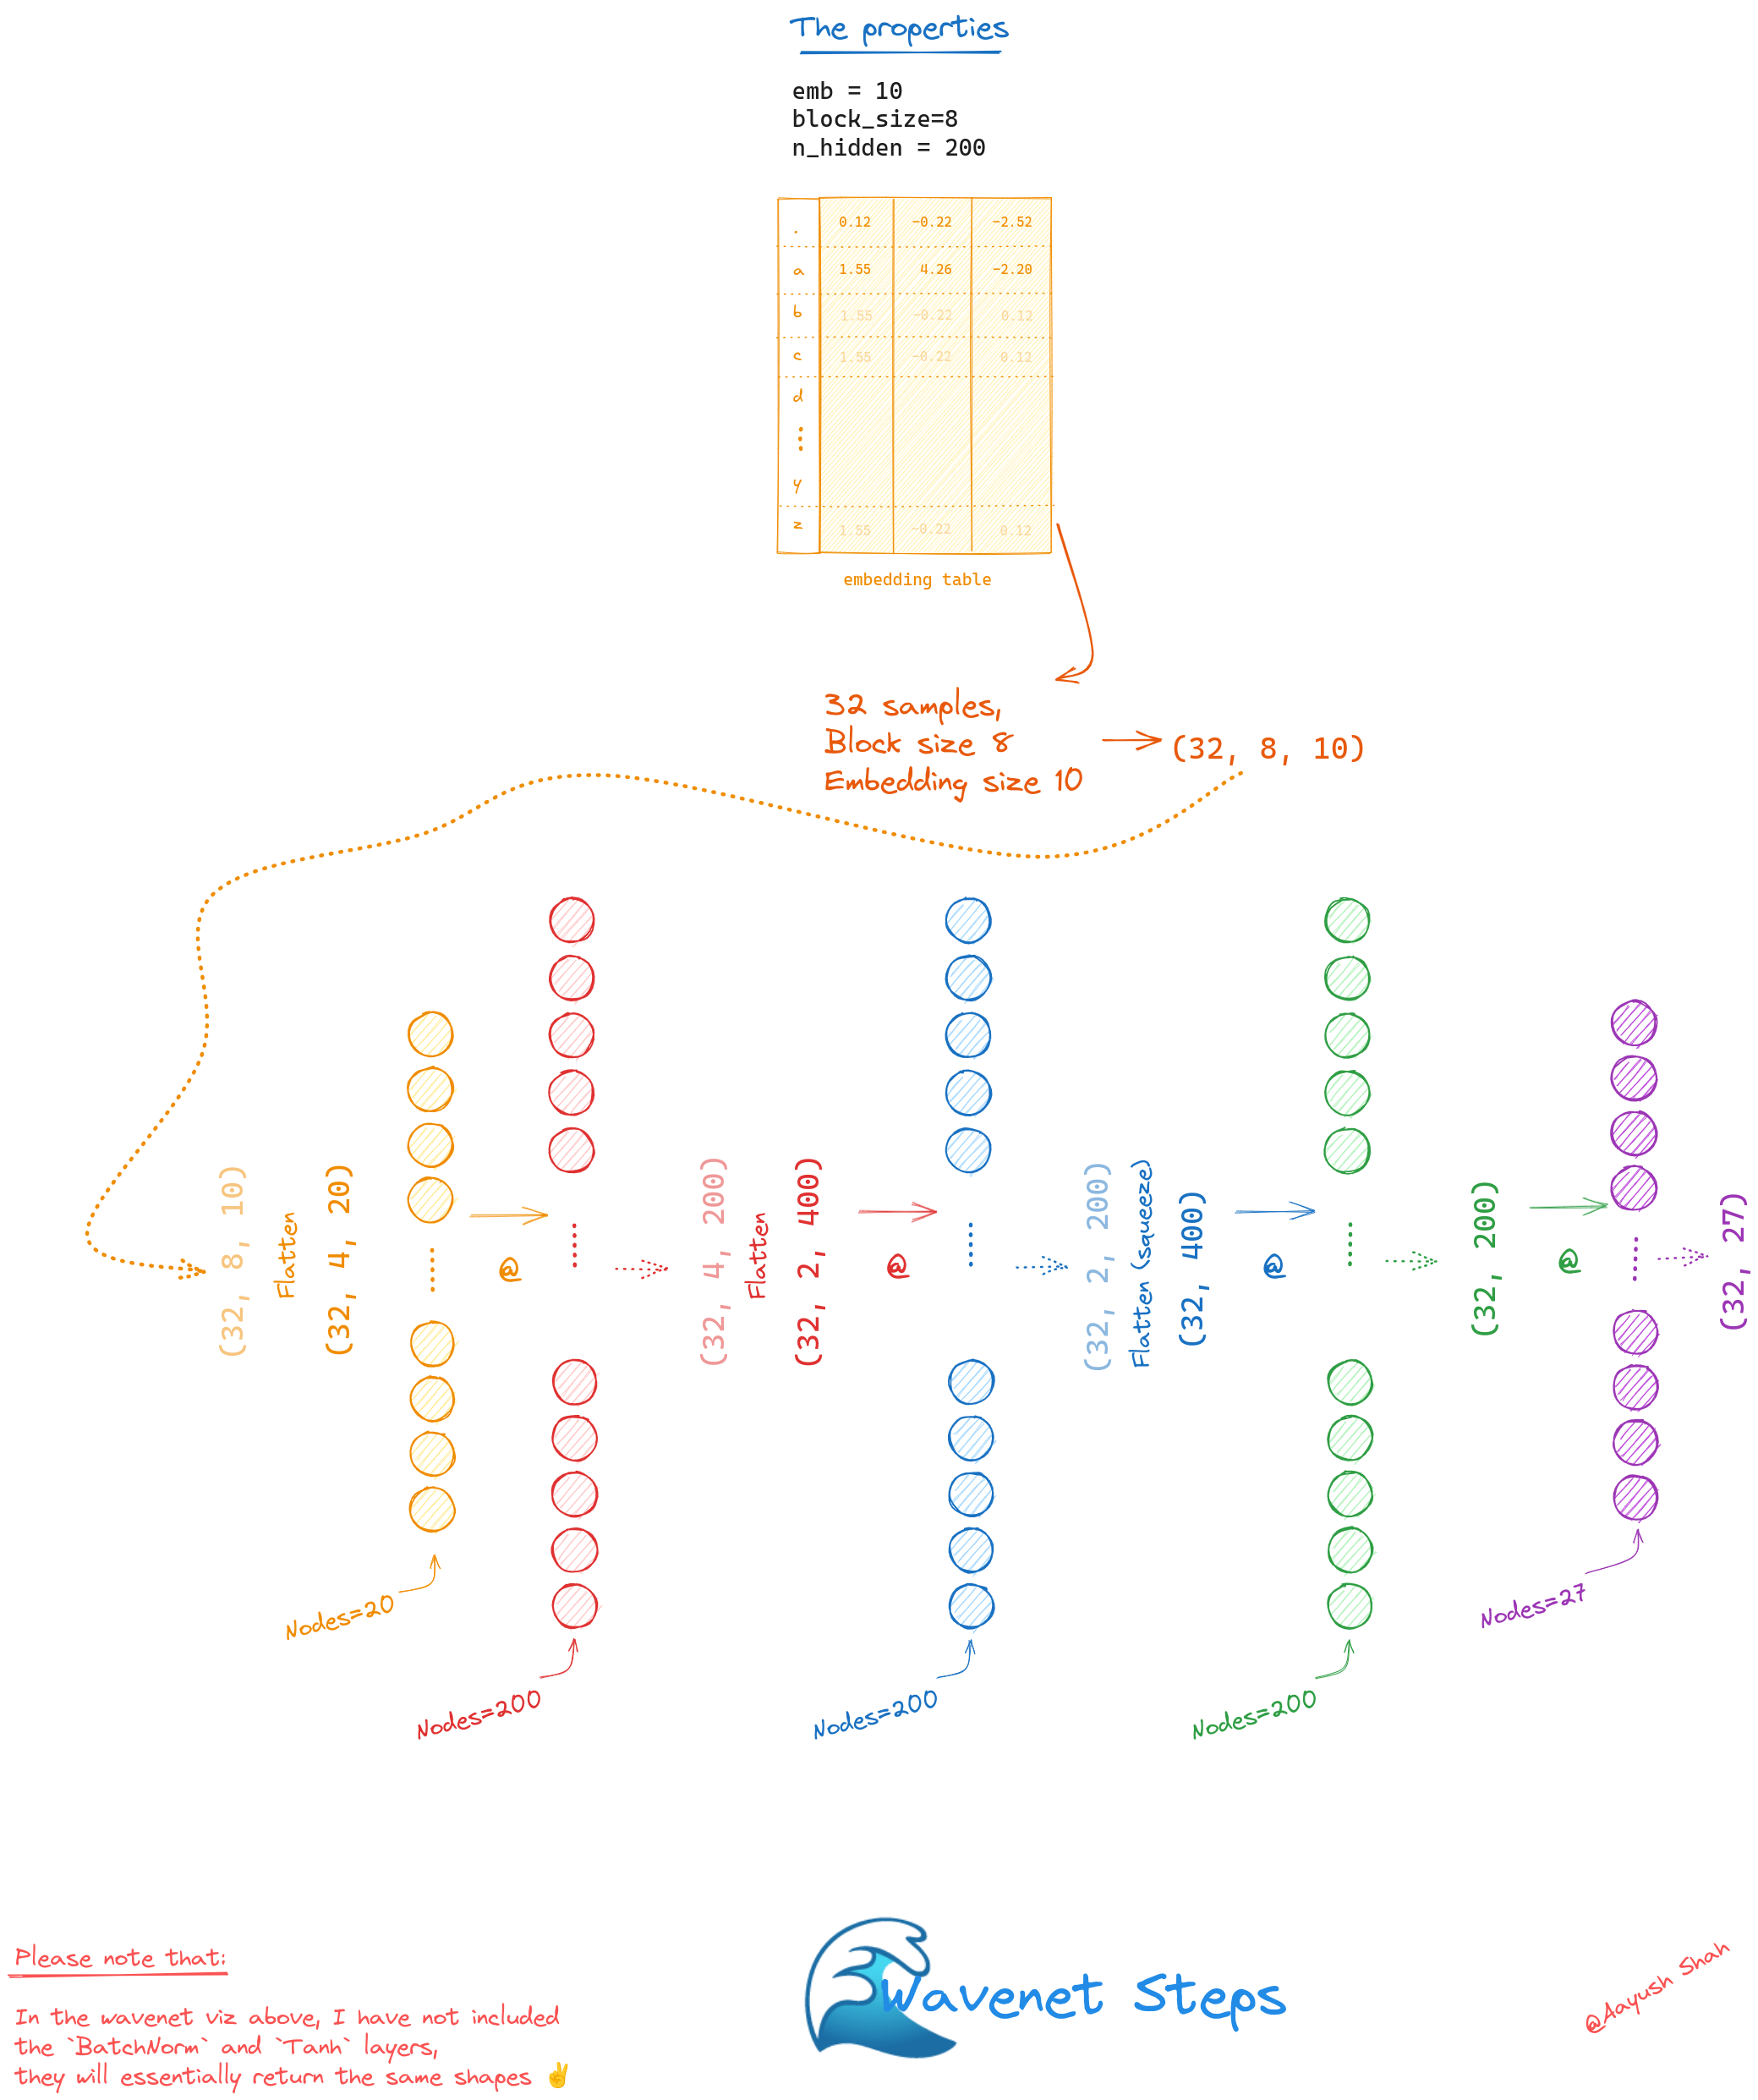 The properties
emb = 10
block_size=8
n_hidden = 200
. 0.12 -0.22 -2.52
a 1.55 4.26 -2.20
b 1.55 -0.22 0.12
c 1.55 -0.22 0.12
d
y
z 1.55 -0.22 0.12
embedding table
32 samples,
Block size 8
Embedding size 10
(32, 8, 10)
(32, 8, 10)
Flatten
(32, 4, 20)
@
(32, 4, 200)
Flatten
(32, 2, 400)
@
(32, 2, 200)
Flatten (squeeze)
(32, 400)
@
(32, 200)
@
(32, 27)
Nodes=20
Nodes=200
Nodes=200
Nodes=200
Nodes=27
Please note that:
In the wavenet viz above, I have not included
the `BatchNorm` and `Tanh` layers,
they will essentially return the same shapes ✌
Wavenet Steps
@Aayush Shah